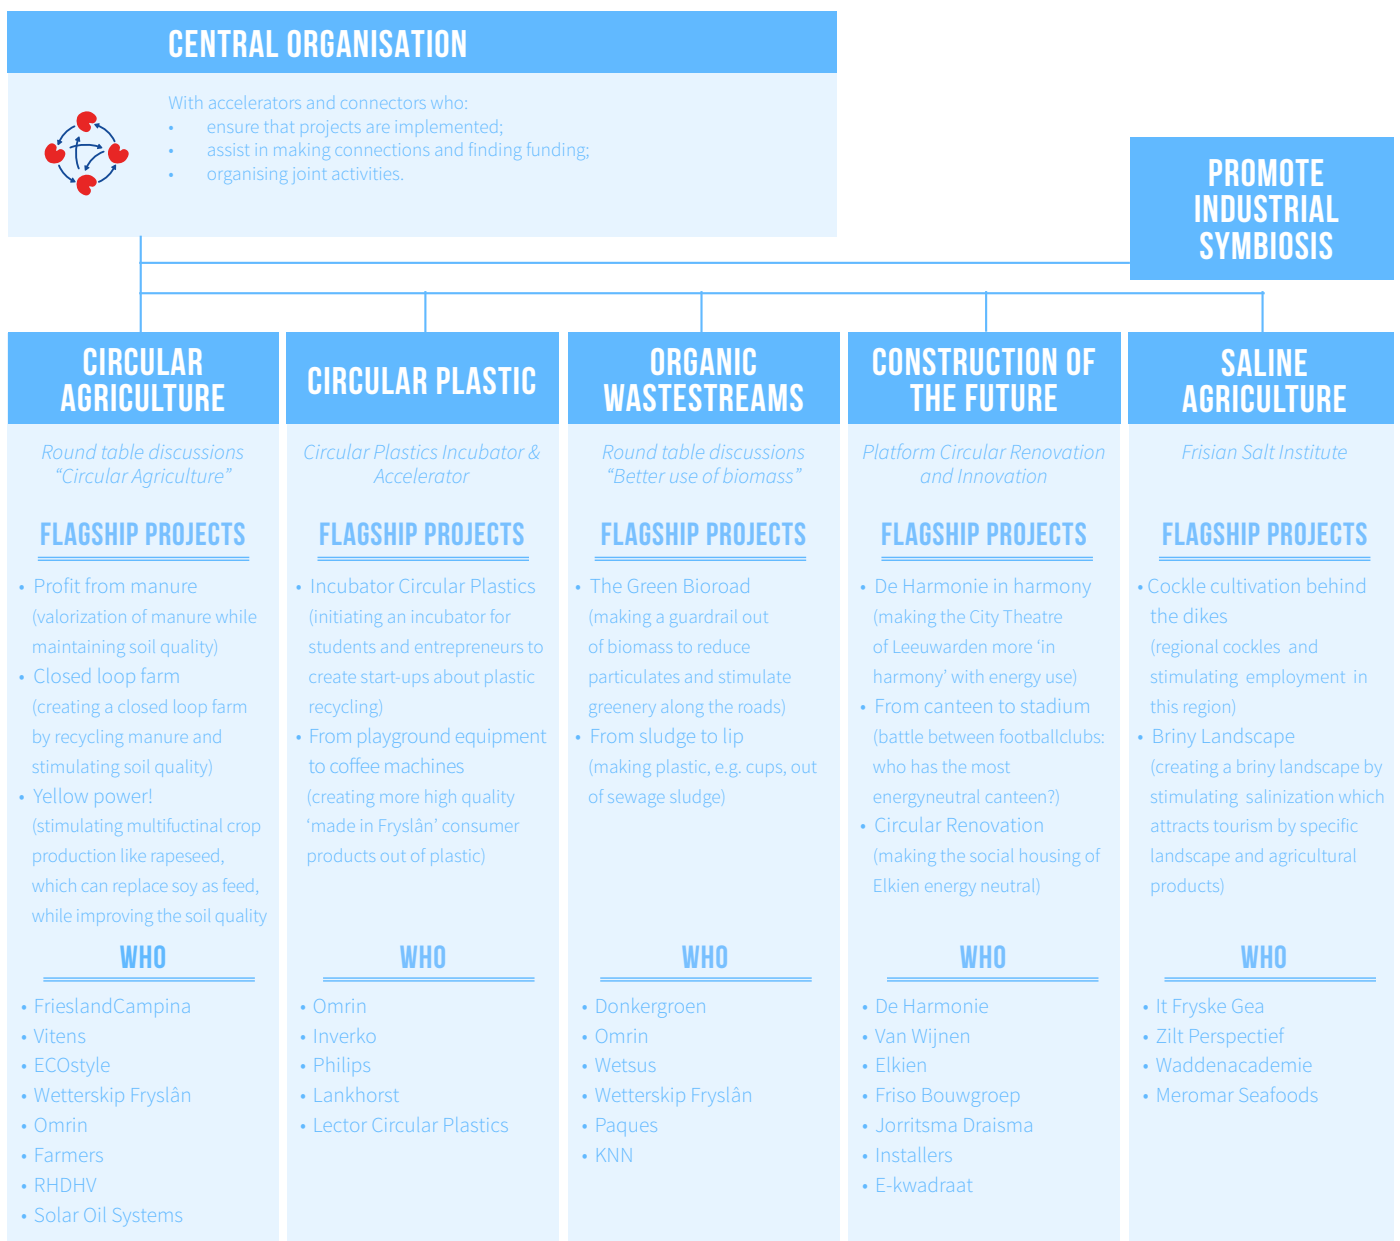 CENTRAL ORGANISATION
With accelerators and connectors who:
• ensure that projects are implemented;
• assist in making connections and finding funding;
• organising joint activities.
PROMOTE
INDUSTRIAL
SYMBIOSIS
CIRCULAR
AGRICULTURE
Round table discussions
“Circular Agriculture”
FLAGSHIP PROJECTS
• Profit from manure
(valorization of manure while
maintaining soil quality)
• Closed loop farm
(creating a closed loop farm
by recycling manure and
stimulating soil quality)
• Yellow power!
(stimulating multifuctinal crop
production like rapeseed,
which can replace soy as feed,
while improving the soil quality
WHO
• FrieslandCampina
• Vitens
• ECOstyle
• Wetterskip Fryslân
• Omrin
• Farmers
• RHDHV
• Solar Oil Systems
CIRCULAR PLASTIC
Circular Plastics Incubator &
Accelerator
FLAGSHIP PROJECTS
• Incubator Circular Plastics
(initiating an incubator for
students and entrepreneurs to
create start-ups about plastic
recycling)
• From playground equipment
to coffee machines
(creating more high quality
‘made in Fryslân’ consumer
products out of plastic)
WHO
• Omrin
• Inverko
• Philips
• Lankhorst
• Lector Circular Plastics
ORGANIC
WASTESTREAMS
Round table discussions
“Better use of biomass”
FLAGSHIP PROJECTS
• The Green Bioroad
(making a guardrail out
of biomass to reduce
particulates and stimulate
greenery along the roads)
• From sludge to lip
(making plastic, e.g. cups, out
of sewage sludge)
WHO
• Donkergroen
• Omrin
• Wetsus
• Wetterskip Fryslân
• Paques
• KNN
CONSTRUCTION OF
THE FUTURE
Platform Circular Renovation
and Innovation
FLAGSHIP PROJECTS
• De Harmonie in harmony
(making the City Theatre
of Leeuwarden more ‘in
harmony’ with energy use)
• From canteen to stadium
(battle between footballclubs:
who has the most
energyneutral canteen?)
• Circular Renovation
(making the social housing of
Elkien energy neutral)
WHO
• De Harmonie
• Van Wijnen
• Elkien
• Friso Bouwgroep
• Jorritsma Draisma
• Installers
• E-kwadraat
SALINE
AGRICULTURE
Frisian Salt Institute
FLAGSHIP PROJECTS
• Cockle cultivation behind
the dikes
(regional cockles and
stimulating employment in
this region)
• Briny Landscape
(creating a briny landscape by
stimulating salinization which
attracts tourism by specific
landscape and agricultural
products)
WHO
• It Fryske Gea
• Zilt Perspectief
• Waddenacademie
• Meromar Seafoods